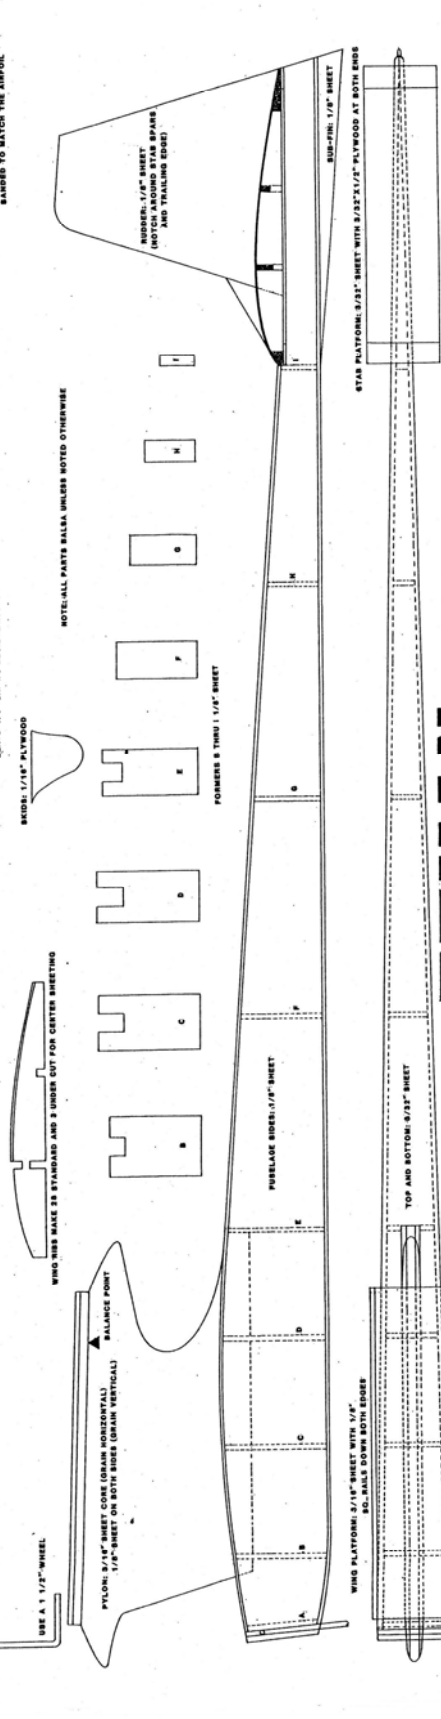 SANDED TO MATCH THE AIRFOIL
RUDDER: 1/8" SHEET
(NOTCH AROUND STAB SPARS
AND TRAILING EDGE)
SUB-FIN: 1/8" SHEET
STAB PLATFORM: 3/32" SHEET WITH 3/32"X1/2" PLYWOOD AT BOTH ENDS
NOTE: ALL PARTS BALSA UNLESS NOTED OTHERWISE
I
H
G
F
E
D
C
B
FORMERS B THRU I 1/8" SHEET
SKIDS: 1/16" PLYWOOD
WING RIBS MAKE 28 STANDARD AND 3 UNDER CUT FOR CENTER SHEETING
BALANCE POINT
PYLON: 3/16" SHEET CORE (GRAIN HORIZONTAL)
1/8" SHEET ON BOTH SIDES (GRAIN VERTICAL)
USE A 1 1/2" WHEEL
FUSELAGE SIDES: 1/8" SHEET
I
H
G
F
E
D
C
B
A
TOP AND BOTTOM: 3/32" SHEET
WING PLATFORM: 3/16" SHEET WITH 1/8"
SQ. RAILS DOWN BOTH EDGES